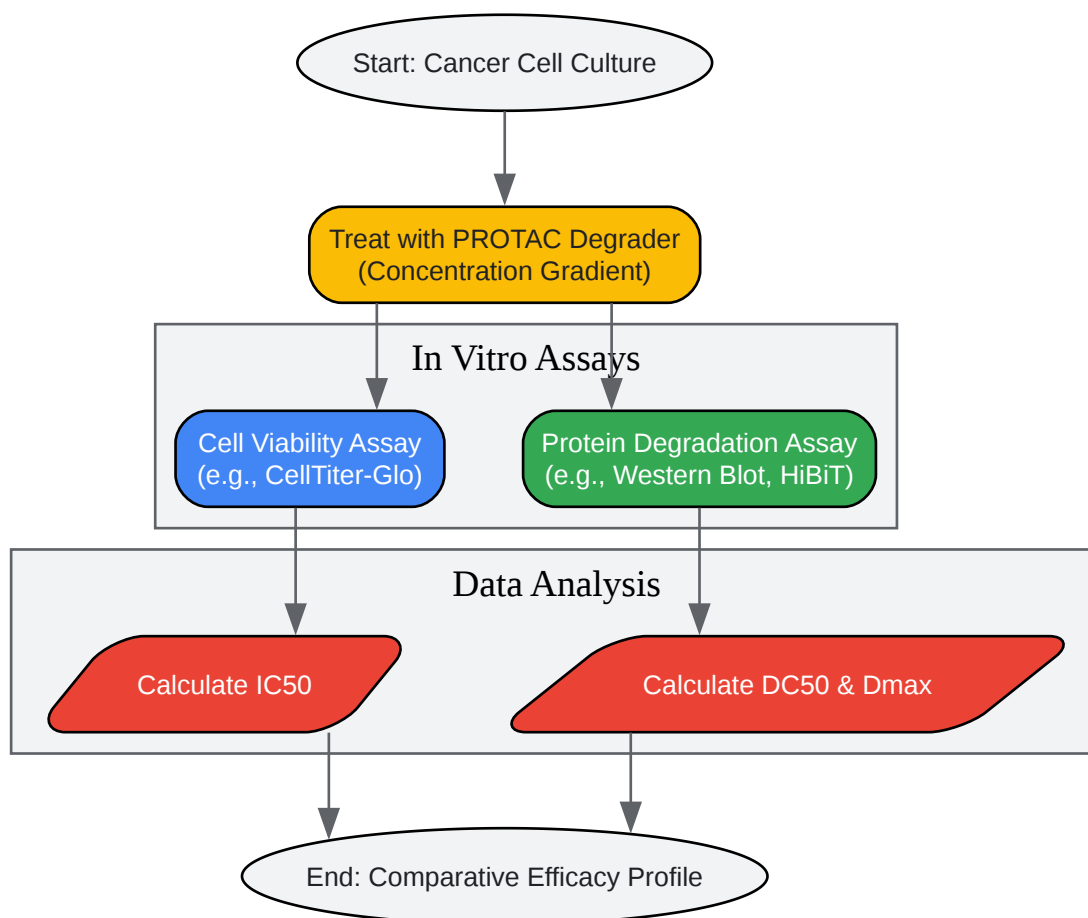 Start: Cancer Cell Culture
Treat with PROTAC Degrader
(Concentration Gradient)
In Vitro Assays
Cell Viability Assay
(e.g., CellTiter-Glo)
Protein Degradation Assay
(e.g., Western Blot, HiBiT)
Data Analysis
Calculate IC50
Calculate DC50 & Dmax
End: Comparative Efficacy Profile